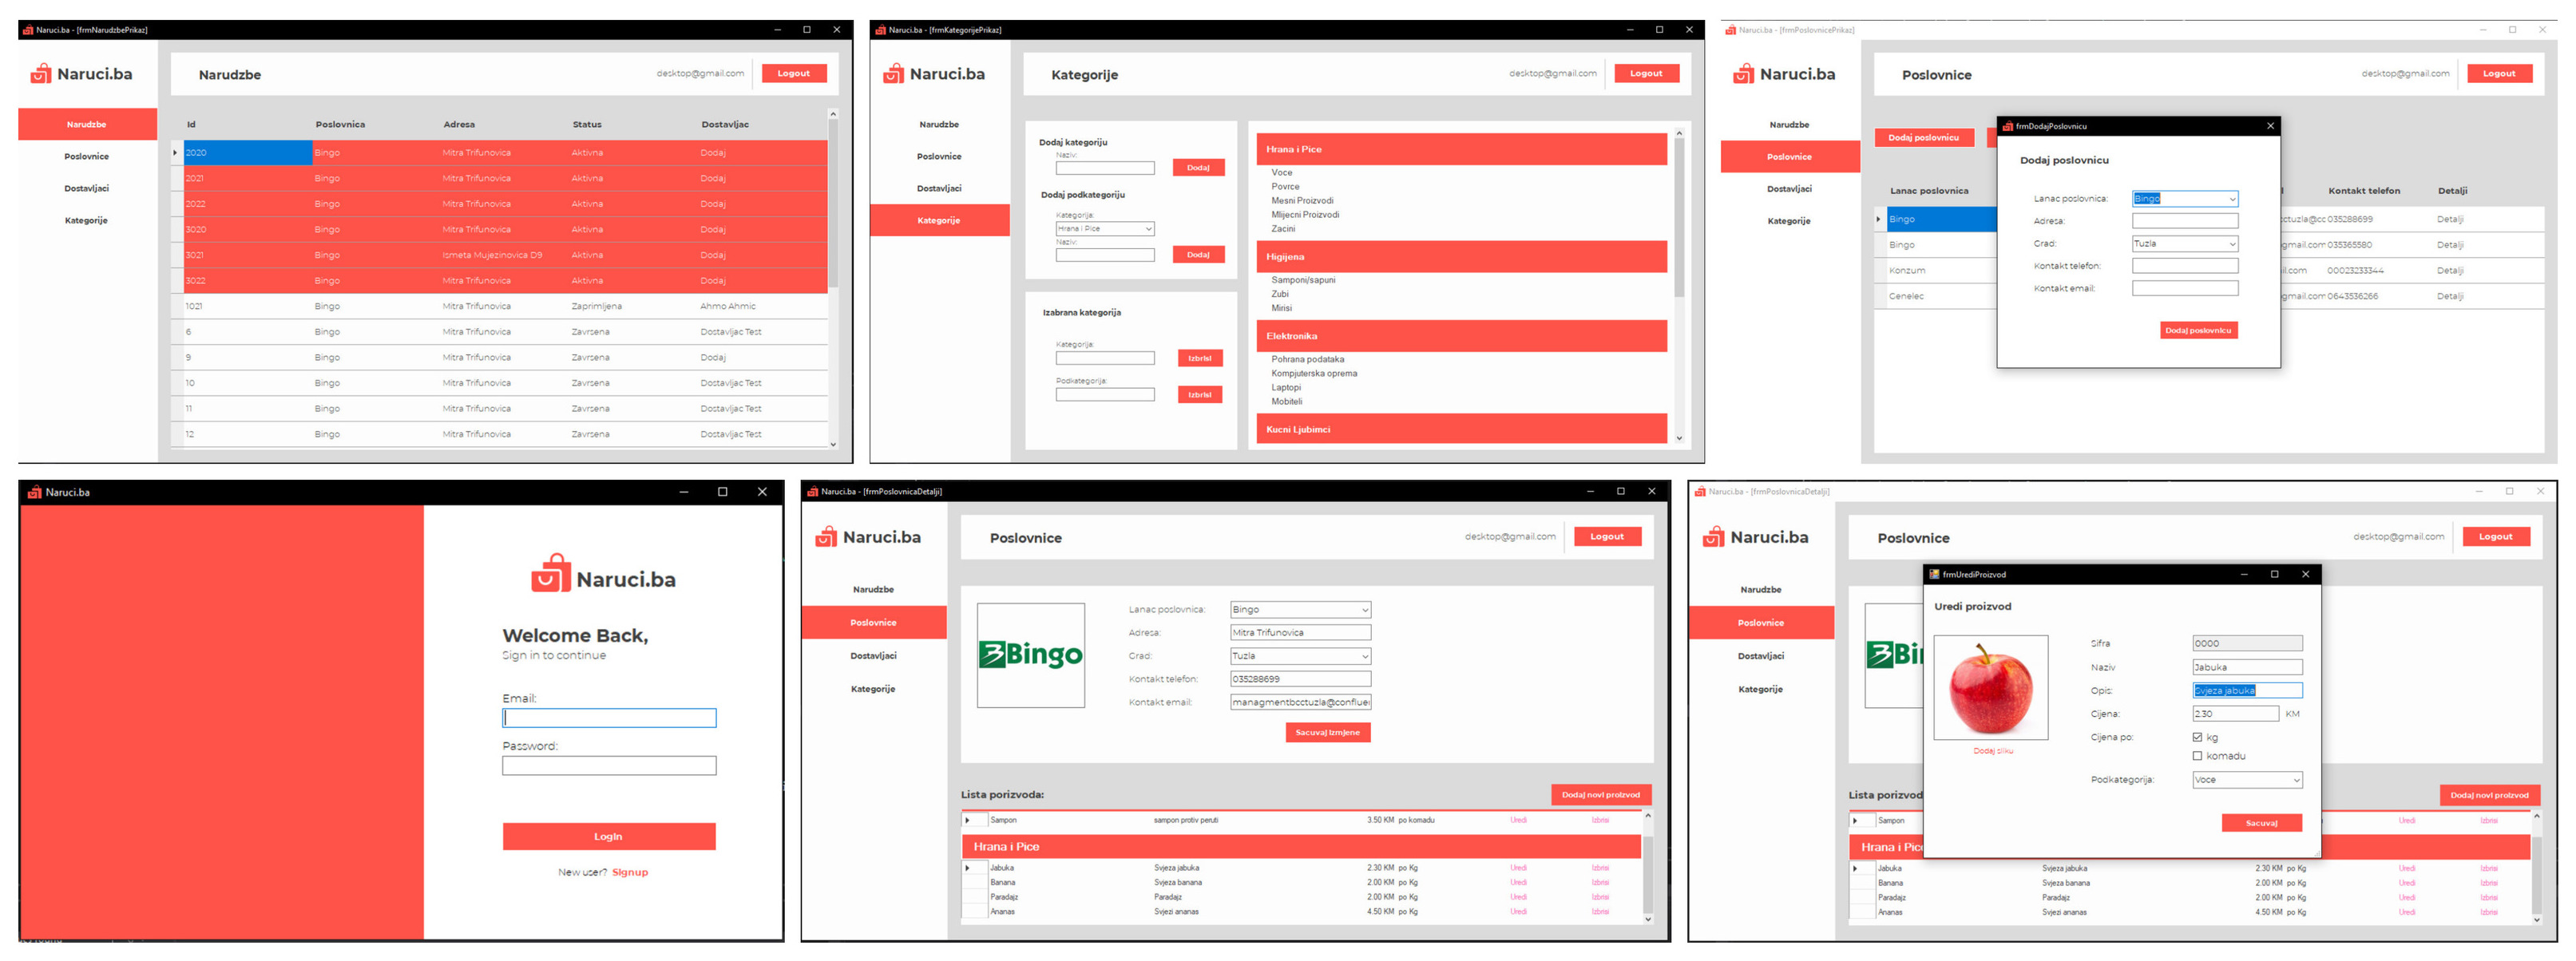 Naruci.ba - [frmNarudzbePrikaz]
Naruci.ba
Narudzbe
desktop@gmail.com
Logout
Narudzbe
Poslovnice
Dostavljaci
Kategorije
Id Poslovnica Adresa Status Dostavljac
2020 Bingo Mitra Trifunovica Aktivna Dodaj
2021 Bingo Mitra Trifunovica Aktivna Dodaj
2022 Bingo Mitra Trifunovica Aktivna Dodaj
3020 Bingo Mitra Trifunovica Aktivna Dodaj
3021 Bingo Ismeta Mujezinovica D9 Aktivna Dodaj
3022 Bingo Mitra Trifunovica Aktivna Dodaj
1021 Bingo Mitra Trifunovica Zaprimljena Ahmo Ahmic
6 Bingo Mitra Trifunovica Zavrsena Dostavljac Test
9 Bingo Mitra Trifunovica Zavrsena Dodaj
10 Bingo Mitra Trifunovica Zavrsena Dostavljac Test
11 Bingo Mitra Trifunovica Zavrsena Dostavljac Test
12 Bingo Mitra Trifunovica Zavrsena Dostavljac Test
Naruci.ba - [frmKategorijePrikaz]
Naruci.ba
Kategorije
desktop@gmail.com
Logout
Narudzbe
Poslovnice
Dostavljaci
Kategorije
Dodaj kategoriju
Naziv:
Dodaj
Dodaj podkategoriju
Kategorija:
Hrana i Pice
Naziv:
Dodaj
Izabrana kategorija
Kategorija:
Izbrisi
Podkategorija:
Izbrisi
Hrana i Pice
Voce
Povrce
Mesni Proizvodi
Mlijecni Proizvodi
Zacini
Higijena
Samponi/sapuni
Zubi
Mirisi
Elektronika
Pohrana podataka
Kompjuterska oprema
Laptopi
Mobiteli
Kucni Ljubimci
Naruci.ba - [frmPoslovnicePrikaz]
Naruci.ba
Poslovnice
desktop@gmail.com
Logout
Narudzbe
Poslovnice
Dostavljaci
Kategorije
Dodaj poslovnicu
Lanac poslovnica
l Kontakt telefon Detalji
Bingo cctuzla@cc 035288699 Detalji
Bingo gmail.com 035365580 Detalji
Konzum il.com 00023233344 Detalji
Genelec gmail.com 0643536266 Detalji
frmDodajPoslovnicu
Dodaj poslovnicu
Lanac poslovnica: Bingo
Adresa:
Grad: Tuzla
Kontakt telefon:
Kontakt email:
Dodaj poslovnicu
Naruci.ba
Naruci.ba
Welcome Back,
Sign in to continue
Email:
Password:
LogIn
New user? Signup
Naruci.ba - [frmPoslovnicaDetalji]
Naruci.ba
Poslovnice
desktop@gmail.com
Logout
Narudzbe
Poslovnice
Dostavljaci
Kategorije
Bingo
Lanac poslovnica: Bingo
Adresa: Mitra Trifunovica
Grad: Tuzla
Kontakt telefon: 035288699
Kontakt email: managmentbcctuzla@confluei
Sacuvaj Izmjene
Lista porizvoda:
Dodaj novi proizvod
Sampon sampon protiv peruti 3.50 KM po komadu Uredi Izbrisi
Hrana i Pice
Jabuka Svjeza jabuka 2.30 KM po Kg Uredi Izbrisi
Banana Svjeza banana 2.00 KM po Kg Uredi Izbrisi
Paradajz Paradajz 2.00 KM po Kg Uredi Izbrisi
Ananas Svjezi ananas 4.50 KM po Kg Uredi Izbrisi
Naruci.ba - [frmPoslovnicaDetalji]
Naruci.ba
Poslovnice
desktop@gmail.com
Logout
Narudzbe
Poslovnice
Dostavljaci
Kategorije
Bi
frmUrediProizvod
Uredi proizvod
Dodaj sliku
Sifra 0000
Naziv Jabuka
Opis: Svjeza jabuka
Cijena: 2.30 KM
Cijena po: kg
komadu
Podkategorija: Voce
Sacuvaj
Lista porizvod
Dodaj novi proizvod
Sampon Uredi Izbrisi
Hrana i Pice
Jabuka Svjeza jabuka 2.30 KM po Kg Uredi Izbrisi
Banana Svjeza banana 2.00 KM po Kg Uredi Izbrisi
Paradajz Paradajz 2.00 KM po Kg Uredi Izbrisi
Ananas Svjezi ananas 4.50 KM po Kg Uredi Izbrisi